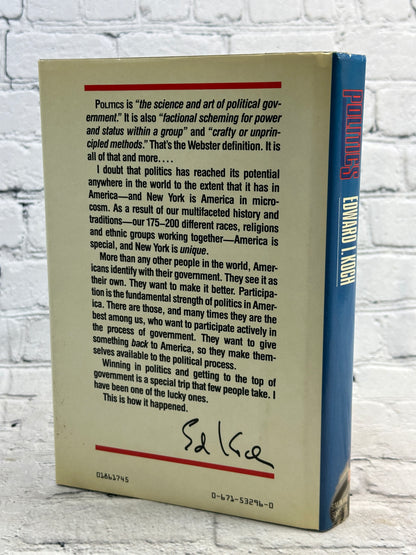 POLITICS is "the science and art of political gov-
ernment." It is also "factional scheming for power
and status within a group" and "crafty or unprin-
cipled methods." That's the Webster definition. It is
all of that and more. . . .
I doubt that politics has reached its potential
anywhere in the world to the extent that it has in
America—and New York is America in micro-
cosm. As a result of our multifaceted history and
traditions—our 175–200 different races, religions
and ethnic groups working together—America is
special, and New York is unique.
More than any other people in the world, Amer-
icans identify with their government. They see it as
their own. They want to make it better. Participa-
tion is the fundamental strength of politics in Amer-
ica. There are those, and many times they are the
best among us, who want to participate actively in
the process of government. They want to give
something back to America, so they make them-
selves available to the political process.
Winning in politics and getting to the top of
government is a special trip that few people take. I
have been one of the lucky ones.
This is how it happened.
Ed Koch
01861745
0-671-53296-0
POLITICS
EDWARD I. KOCH